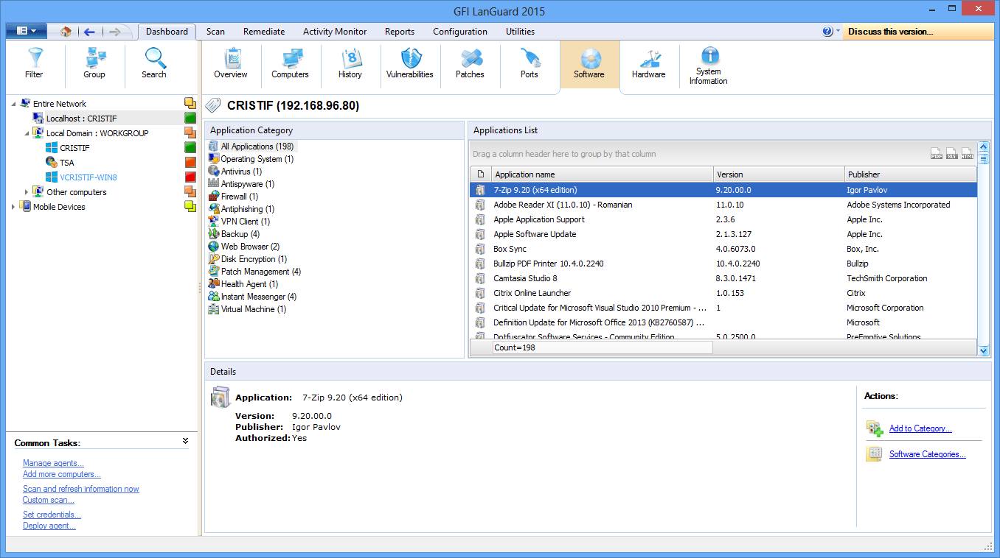 GFI LanGuard 2015
Dashboard Scan Remediate Activity Monitor Reports Configuration Utilities Discuss this version...
Filter Group Search Overview Computers History Vulnerabilities Patches Ports Software Hardware System Information
Entire Network
Localhost : CRISTIF
Local Domain : WORKGROUP
CRISTIF
TSA
VCRISTIF-WIN8
Other computers
Mobile Devices
Common Tasks:
Manage agents...
Add more computers...
Scan and refresh information now
Custom scan...
Set credentials...
Deploy agent...
CRISTIF (192.168.96.80)
Application Category
All Applications (198)
Operating System (1)
Antivirus (1)
Antispyware (1)
Firewall (1)
Antiphishing (1)
VPN Client (1)
Backup (4)
Web Browser (2)
Disk Encryption (1)
Patch Management (4)
Health Agent (1)
Instant Messenger (4)
Virtual Machine (1)
Applications List
Drag a column header here to group by that column PDF XLS HTML
Application name Version Publisher
7-Zip 9.20 (x64 edition) 9.20.00.0 Igor Pavlov
Adobe Reader XI (11.0.10) - Romanian 11.0.10 Adobe Systems Incorporated
Apple Application Support 2.3.6 Apple Inc.
Apple Software Update 2.1.3.127 Apple Inc.
Box Sync 4.0.6073.0 Box, Inc.
Bullzip PDF Printer 10.4.0.2240 10.4.0.2240 Bullzip
Camtasia Studio 8 8.3.0.1471 TechSmith Corporation
Citrix Online Launcher 1.0.153 Citrix
Critical Update for Microsoft Visual Studio 2010 Premium - ... 1 Microsoft Corporation
Definition Update for Microsoft Office 2013 (KB2760587) ... Microsoft
Dotfuscator Software Services - Community Edition 5.0.2500.0 PreEmptive Solutions
Count=198
Details
Application: 7-Zip 9.20 (x64 edition)
Version: 9.20.00.0
Publisher: Igor Pavlov
Authorized: Yes
Actions:
Add to Category...
Software Categories...